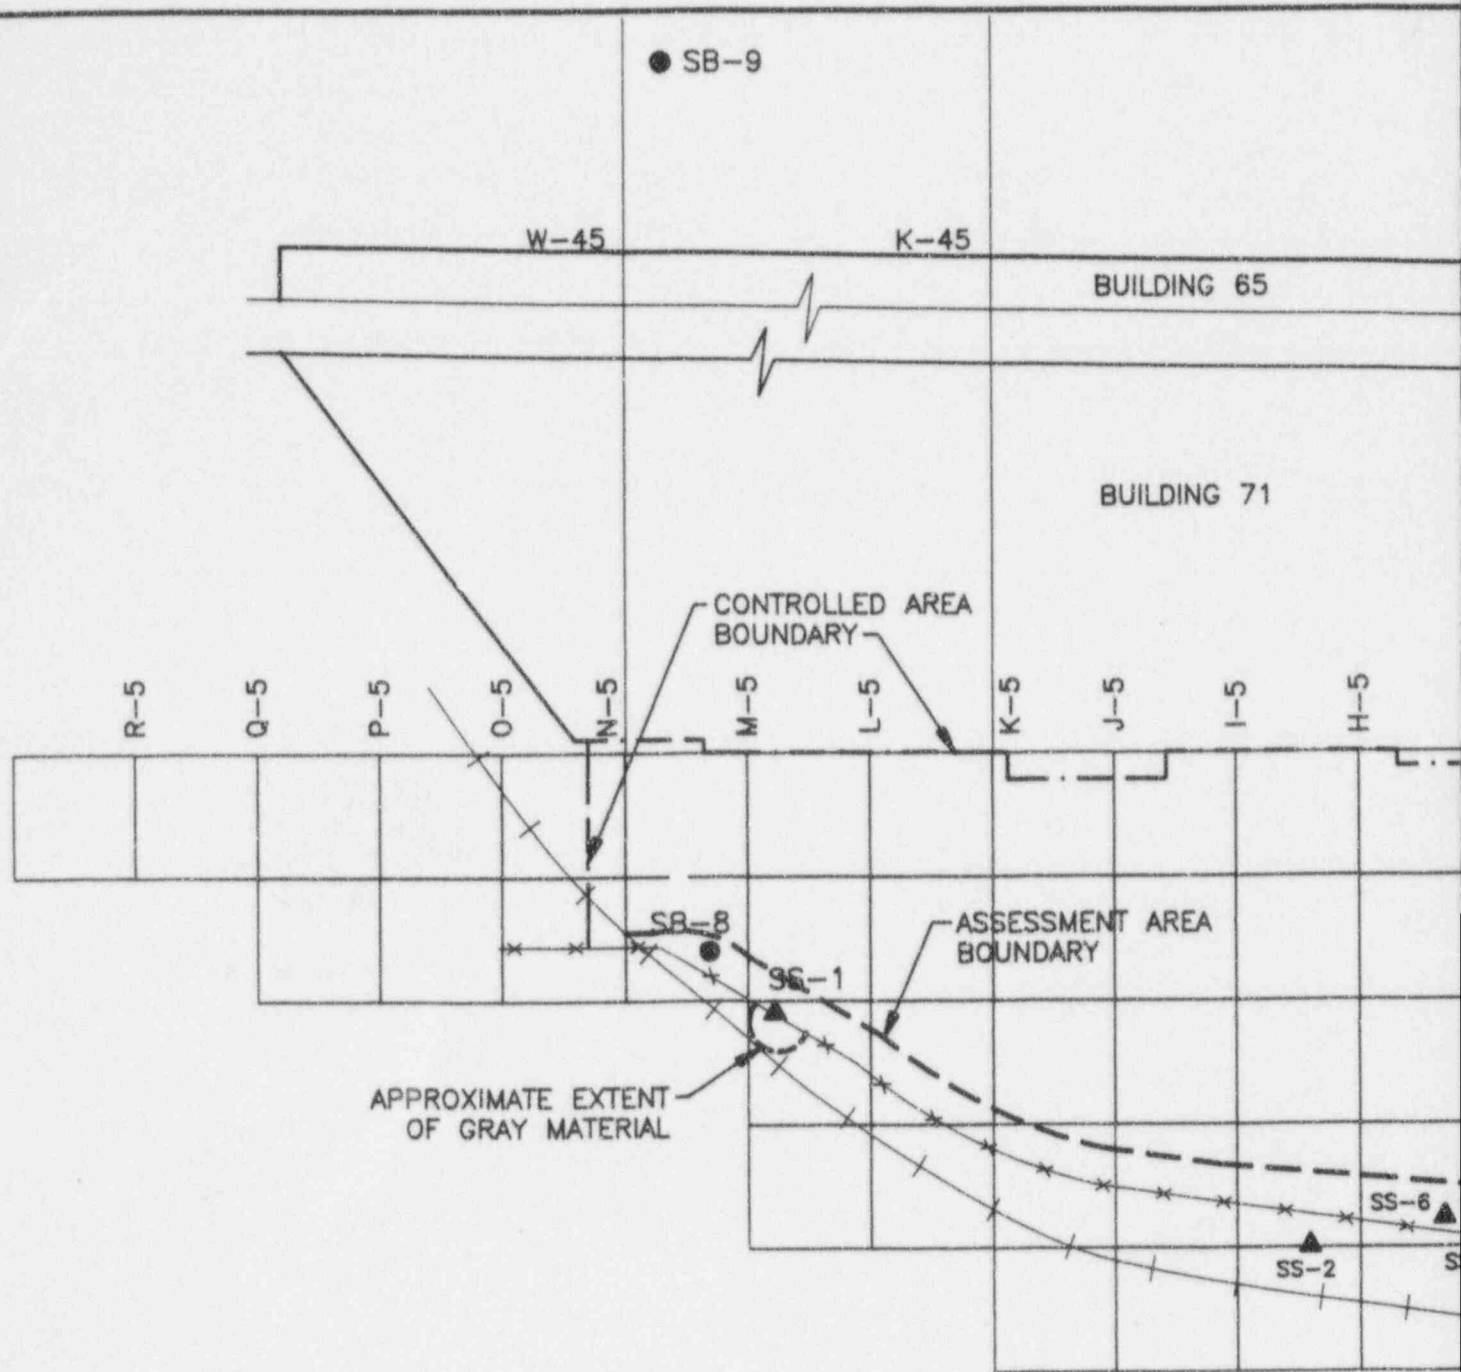 SB-9
W-45
K-45
BUILDING 65
BUILDING 71
CONTROLLED AREA
BOUNDARY
R-5
Q-5
P-5
O-5
N-5
M-5
L-5
K-5
J-5
I-5
H-5
SB-8
ASSESSMENT AREA
BOUNDARY
SS-1
APPROXIMATE EXTENT
OF GRAY MATERIAL
SS-6
SS-2